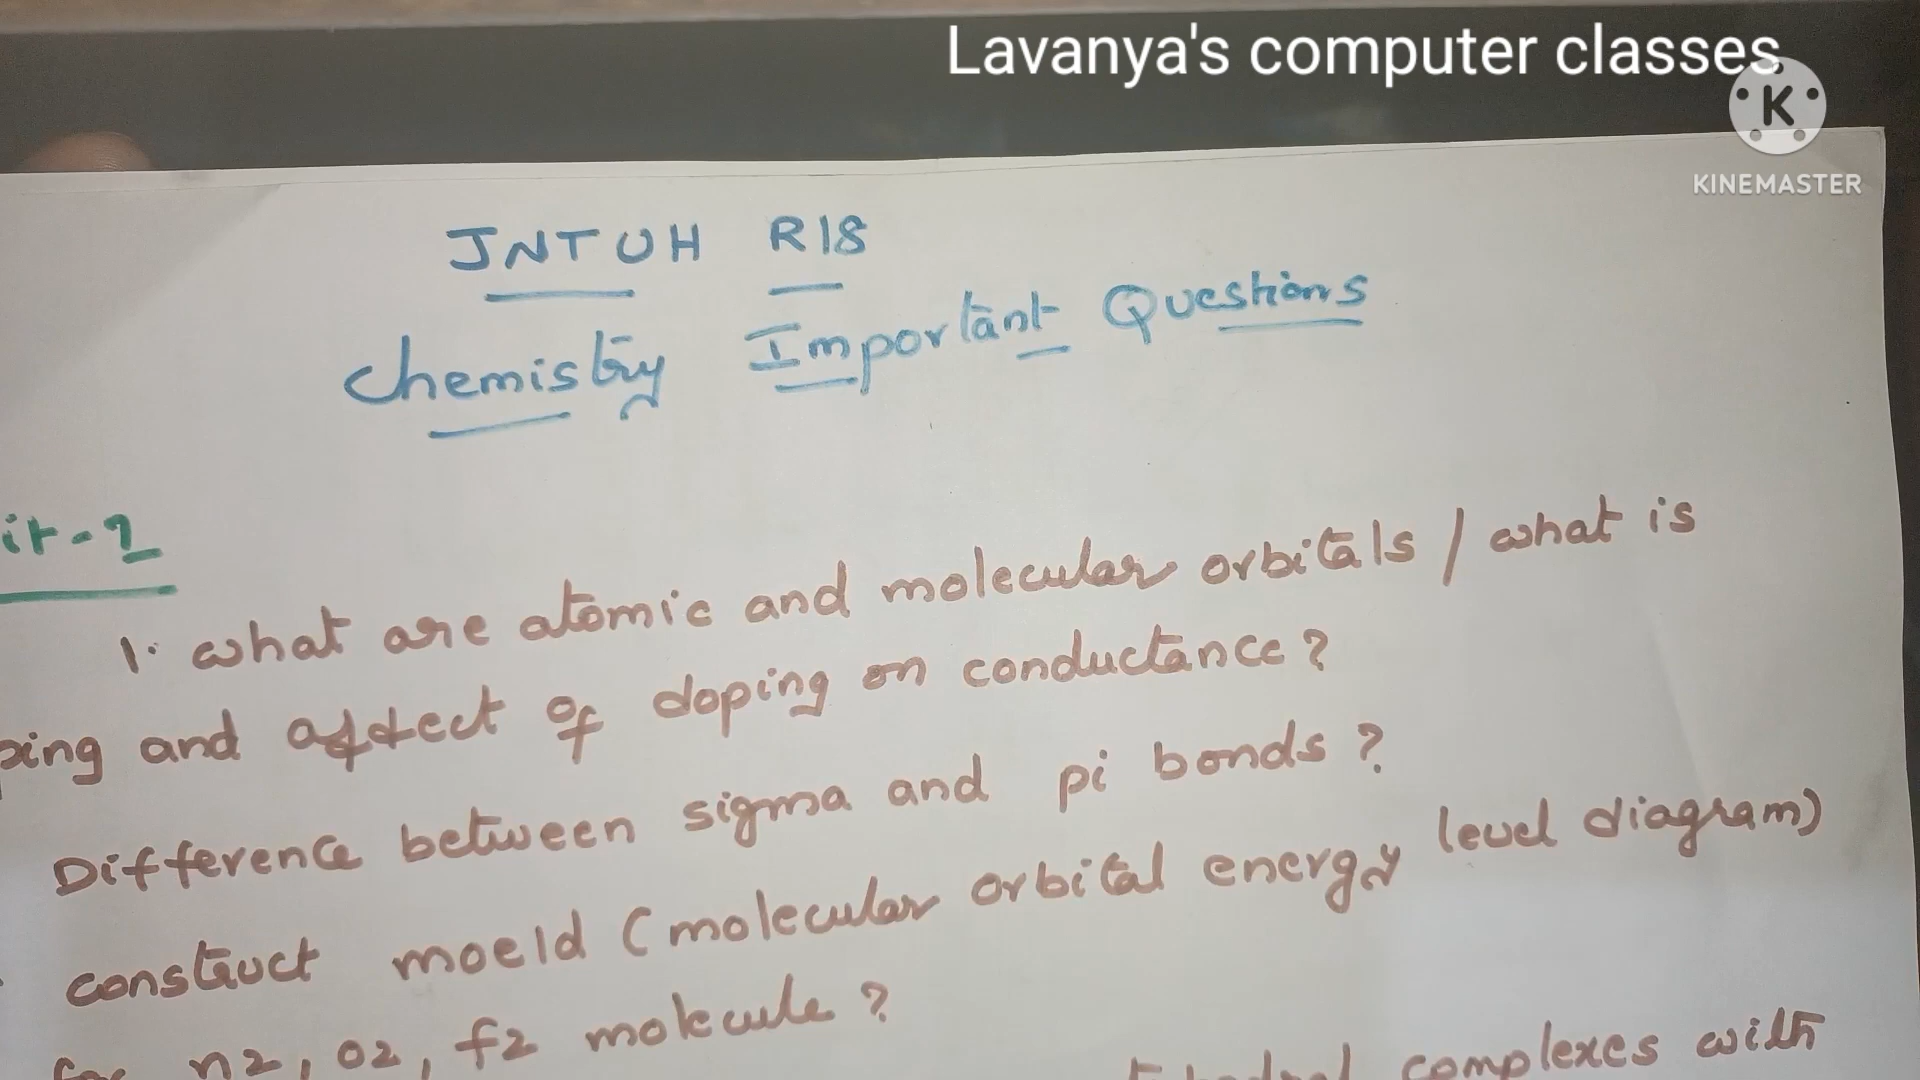 Lavanya's computer classes
K
KINEMASTER
JNTUH R18
Chemistry Important Questions
it-1
1. what are atomic and molecular orbitals / what is
ping and affect of doping on conductance?
Difference between sigma and pi bonds?
construct moeld (molecular orbital energy level diagram)
for n2, o2, f2 molecule?
complexes with